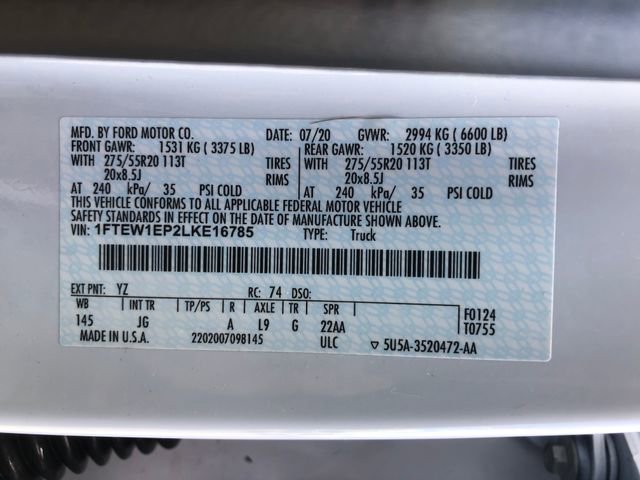 MFD. BY FORD MOTOR CO. DATE: 07/20 GVWR: 2994 KG ( 6600 LB)
FRONT GAWR: 1531 KG ( 3375 LB) REAR GAWR: 1520 KG ( 3350 LB)
WITH 275/55R20 113T TIRES WITH 275/55R20 113T TIRES
20x8.5J RIMS 20x8.5J RIMS
AT 240 kPa/ 35 PSI COLD AT 240 kPa/ 35 PSI COLD
THIS VEHICLE CONFORMS TO ALL APPLICABLE FEDERAL MOTOR VEHICLE
SAFETY STANDARDS IN EFFECT ON THE DATE OF MANUFACTURE SHOWN ABOVE.
VIN: 1FTEW1EP2LKE16785 TYPE: Truck
EXT PNT: YZ RC: 74 DSO:
WB INT TR TP/PS R AXLE TR SPR F0124
145 JG A L9 G 22AA T0755
MADE IN U.S.A. 2202007098145 ULC 5U5A-3520472-AA